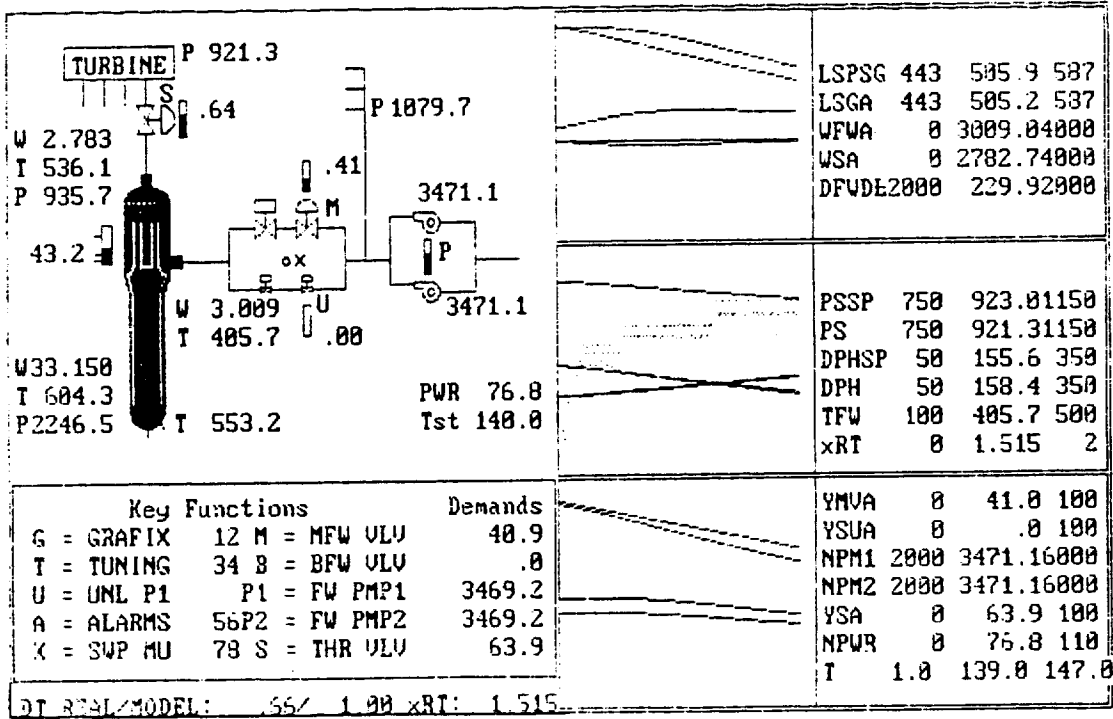 TURBINE P 921.3
S
.64
P 1079.7
W 2.783
T 536.1
P 935.7
.41
M
3471.1
43.2
oX
P
W 3.009
T 405.7
U
.00
3471.1
W33.150
T 604.3
P2246.5
T 553.2
PWR 76.8
Tst 140.0
LSPSG 443 505.9 587
LSGA 443 505.2 587
WFWA 0 3009.04000
WSA 0 2782.74000
2000 229.92000
PSSP 750 923.01150
PS 750 921.31150
DPHSP 50 155.6 350
DPH 50 158.4 350
TFW 100 405.7 500
xRT 0 1.515 2
YMVA 0 41.0 100
YSUA 0 .0 100
NPM1 2000 3471.16000
NPM2 2000 3471.16000
YSA 0 63.9 100
NPWR 0 76.8 110
T 1.0 139.0 147.0
Key Functions Demands
G = GRAFIX 12 M = MFW VLV 40.9
T = TUNING 34 B = BFW VLV .0
U = UNL P1 P1 = FW PMP1 3469.2
A = ALARMS 56P2 = FW PMP2 3469.2
X = SWP MU 78 S = THR VLV 63.9
DT REAL/MODEL: .66/ 1.00 xRT: 1.515